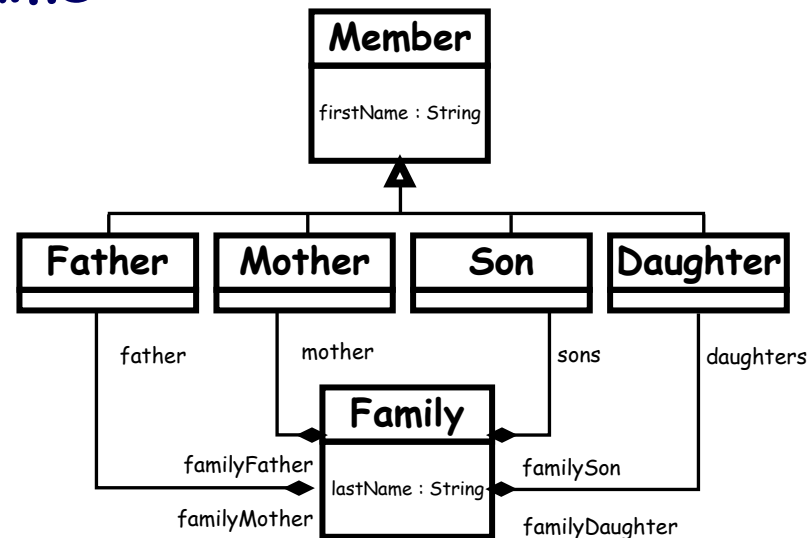 Member
firstName : String
Father Mother Son Daughter
father mother sons daughters
Family
familyFather familySon
lastName : String
familyMother familyDaughter